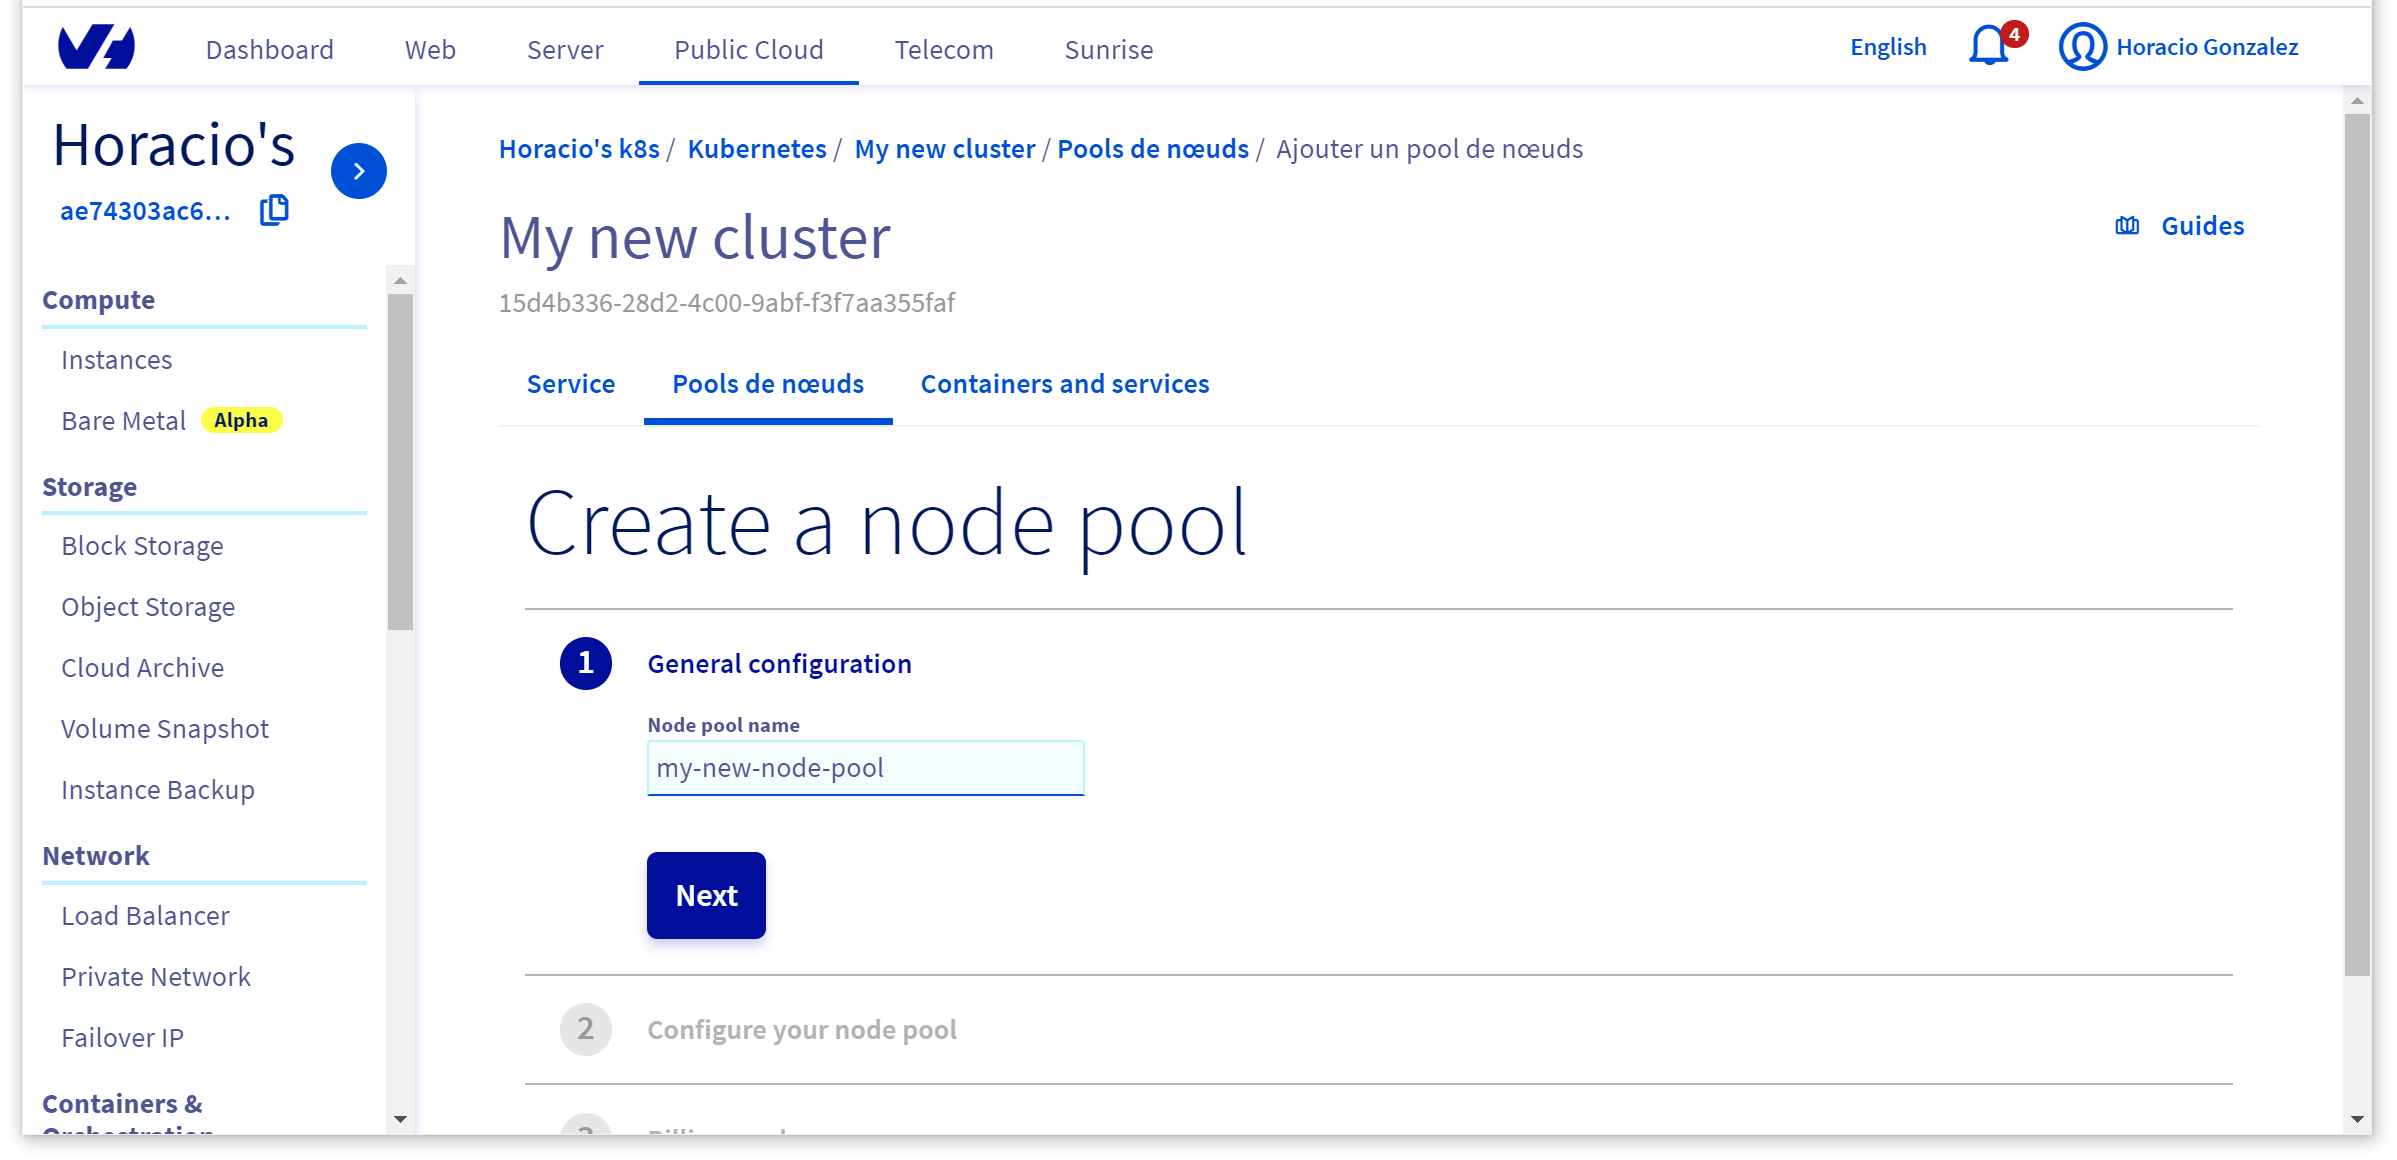 Dashboard Web Server Public Cloud Telecom Sunrise English 4 Horacio Gonzalez
Horacio's
ae74303ac6...
Compute
Instances
Bare Metal Alpha
Storage
Block Storage
Object Storage
Cloud Archive
Volume Snapshot
Instance Backup
Network
Load Balancer
Private Network
Failover IP
Containers &
Orchestration
Horacio's k8s / Kubernetes / My new cluster / Pools de nœuds / Ajouter un pool de nœuds
My new cluster
Guides
15d4b336-28d2-4c00-9abf-f3f7aa355faf
Service Pools de nœuds Containers and services
Create a node pool
1 General configuration
Node pool name
my-new-node-pool
Next
2 Configure your node pool